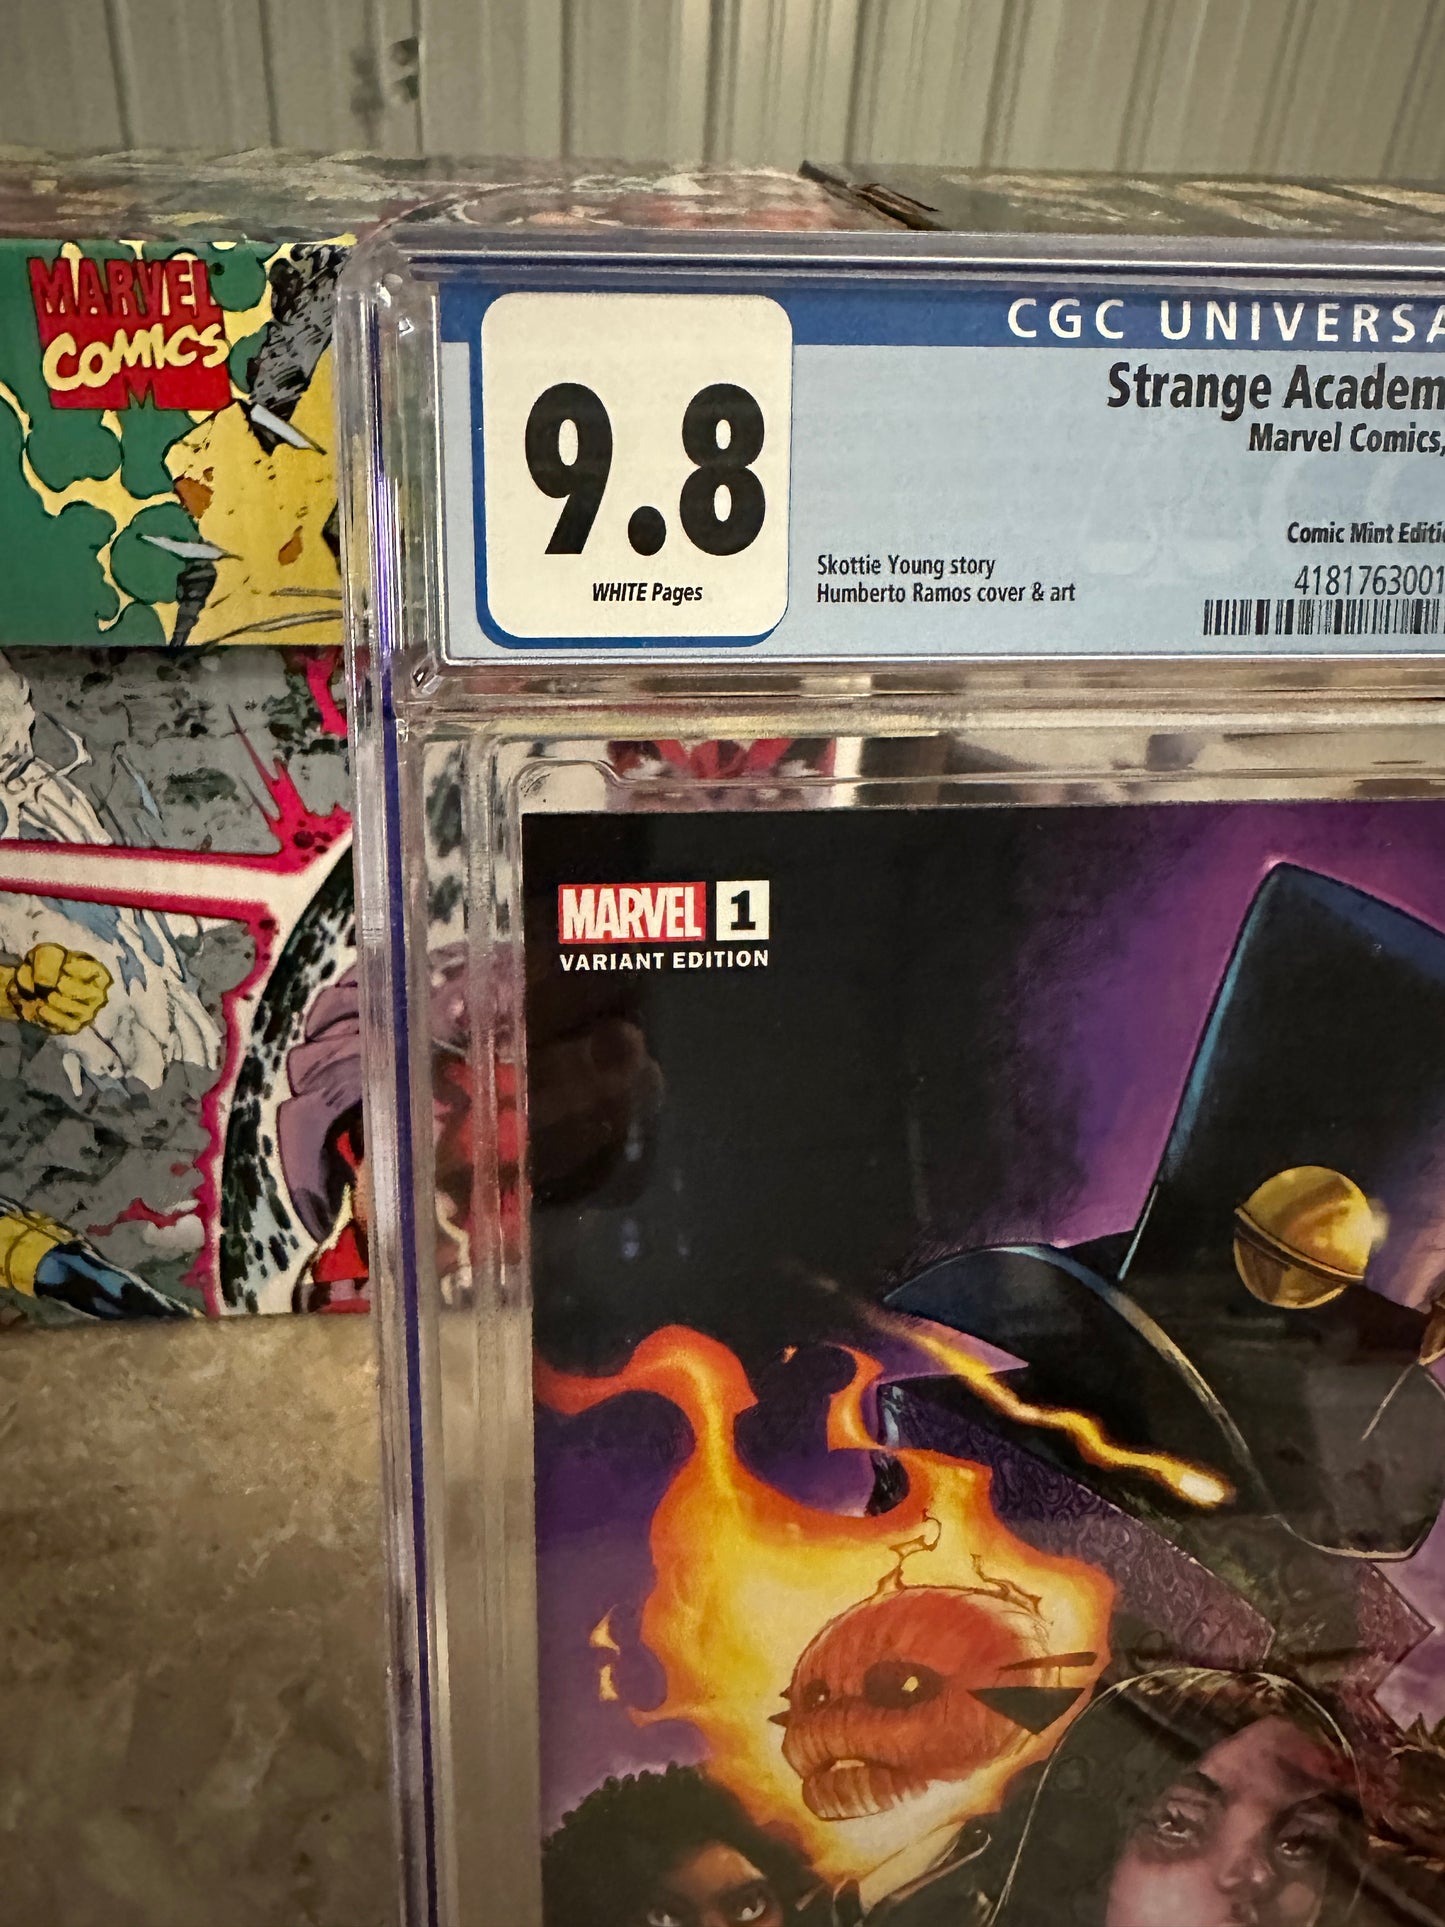 MARVEL
COMICS
M
CGC UNIVERSA
9.8
WHITE Pages
Strange Academ
Marvel Comics,
Comic Mint Editi
Skottie Young story
Humberto Ramos cover & art
4181763001
MARVEL 1
VARIANT EDITION